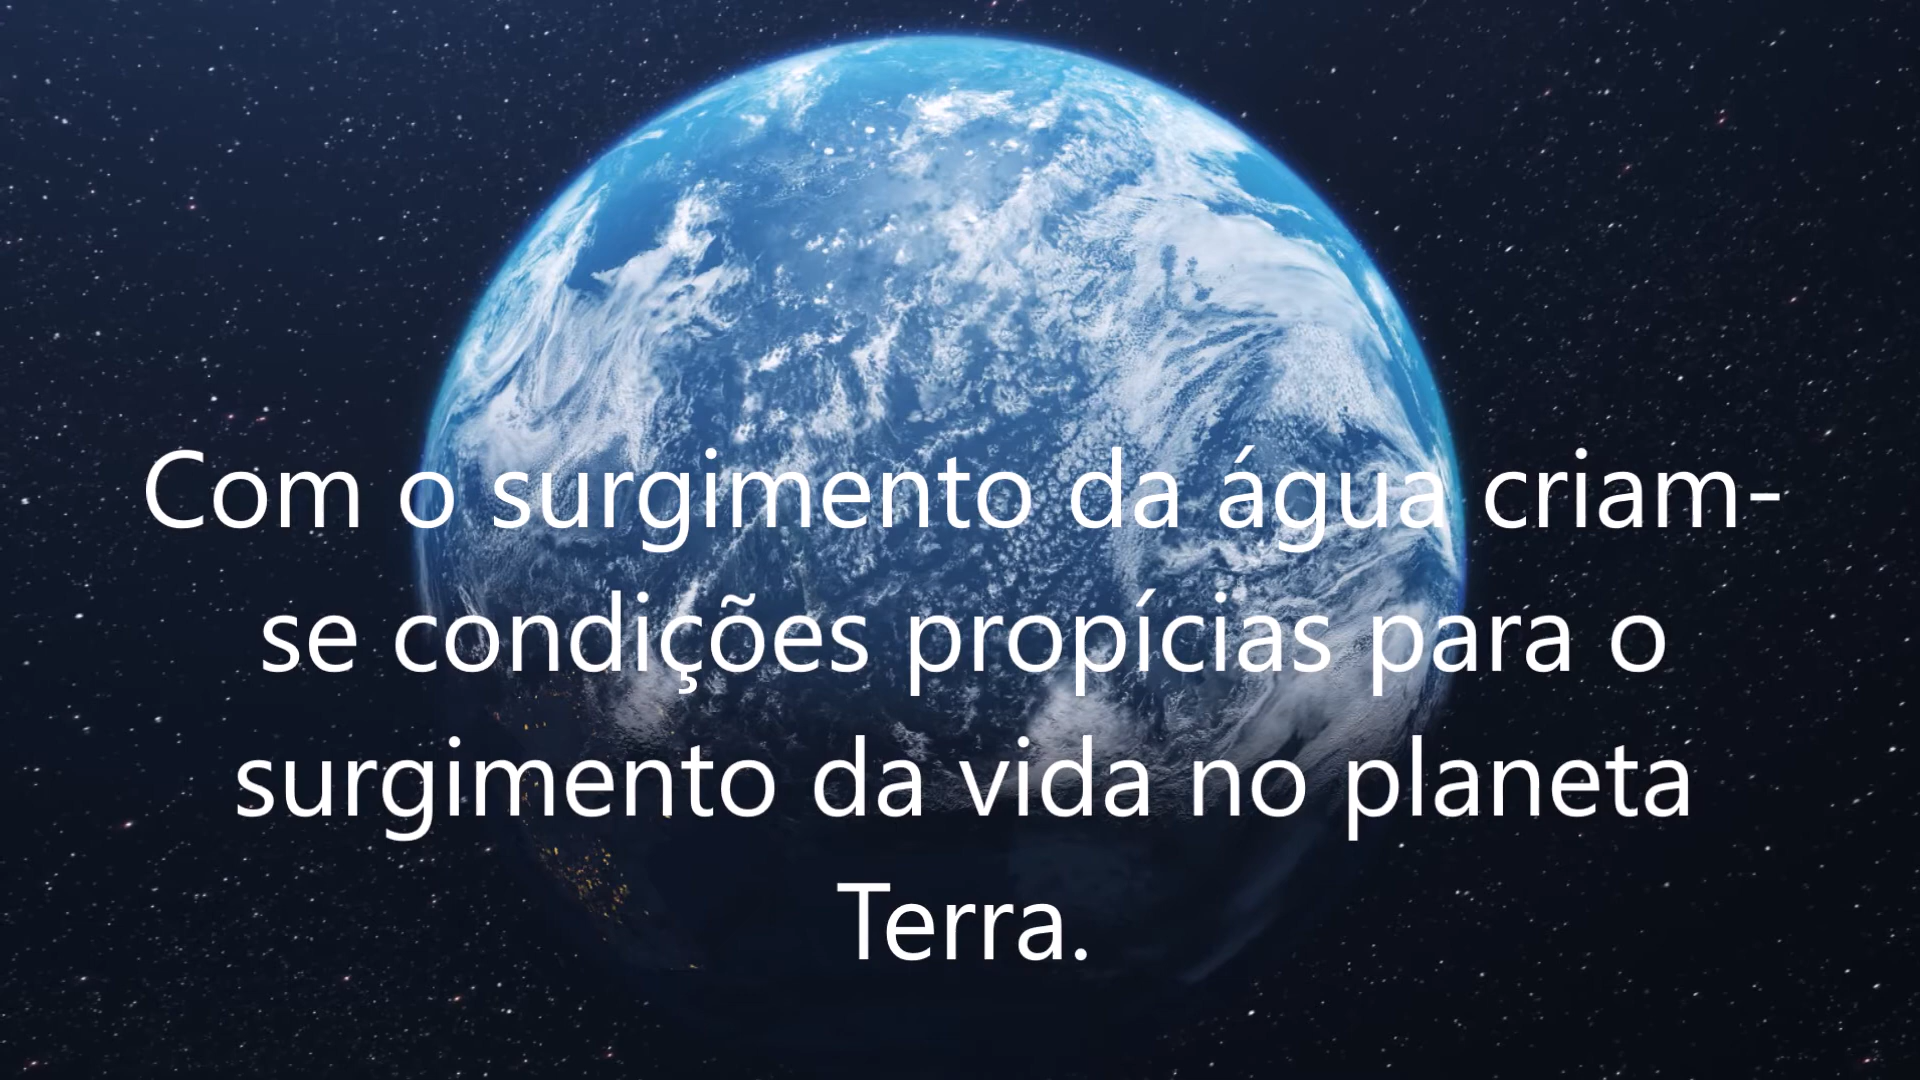 Com o surgimento da água criam-
se condições propícias para o
surgimento da vida no planeta
Terra.